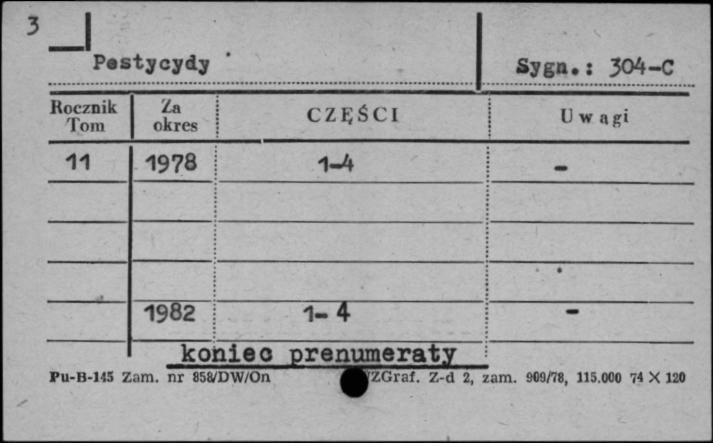 3
Pestycydy Sygn.: 304-C
Rocznik Tom Za okres CZĘŚCI Uwagi
11 1978 1-4 -
1982 1-4 -
koniec prenumeraty
Pu-B-145 Zam. nr 858/DW/On ZGraf. Z-d 2, zam. 909/78, 115.000 74 X 120